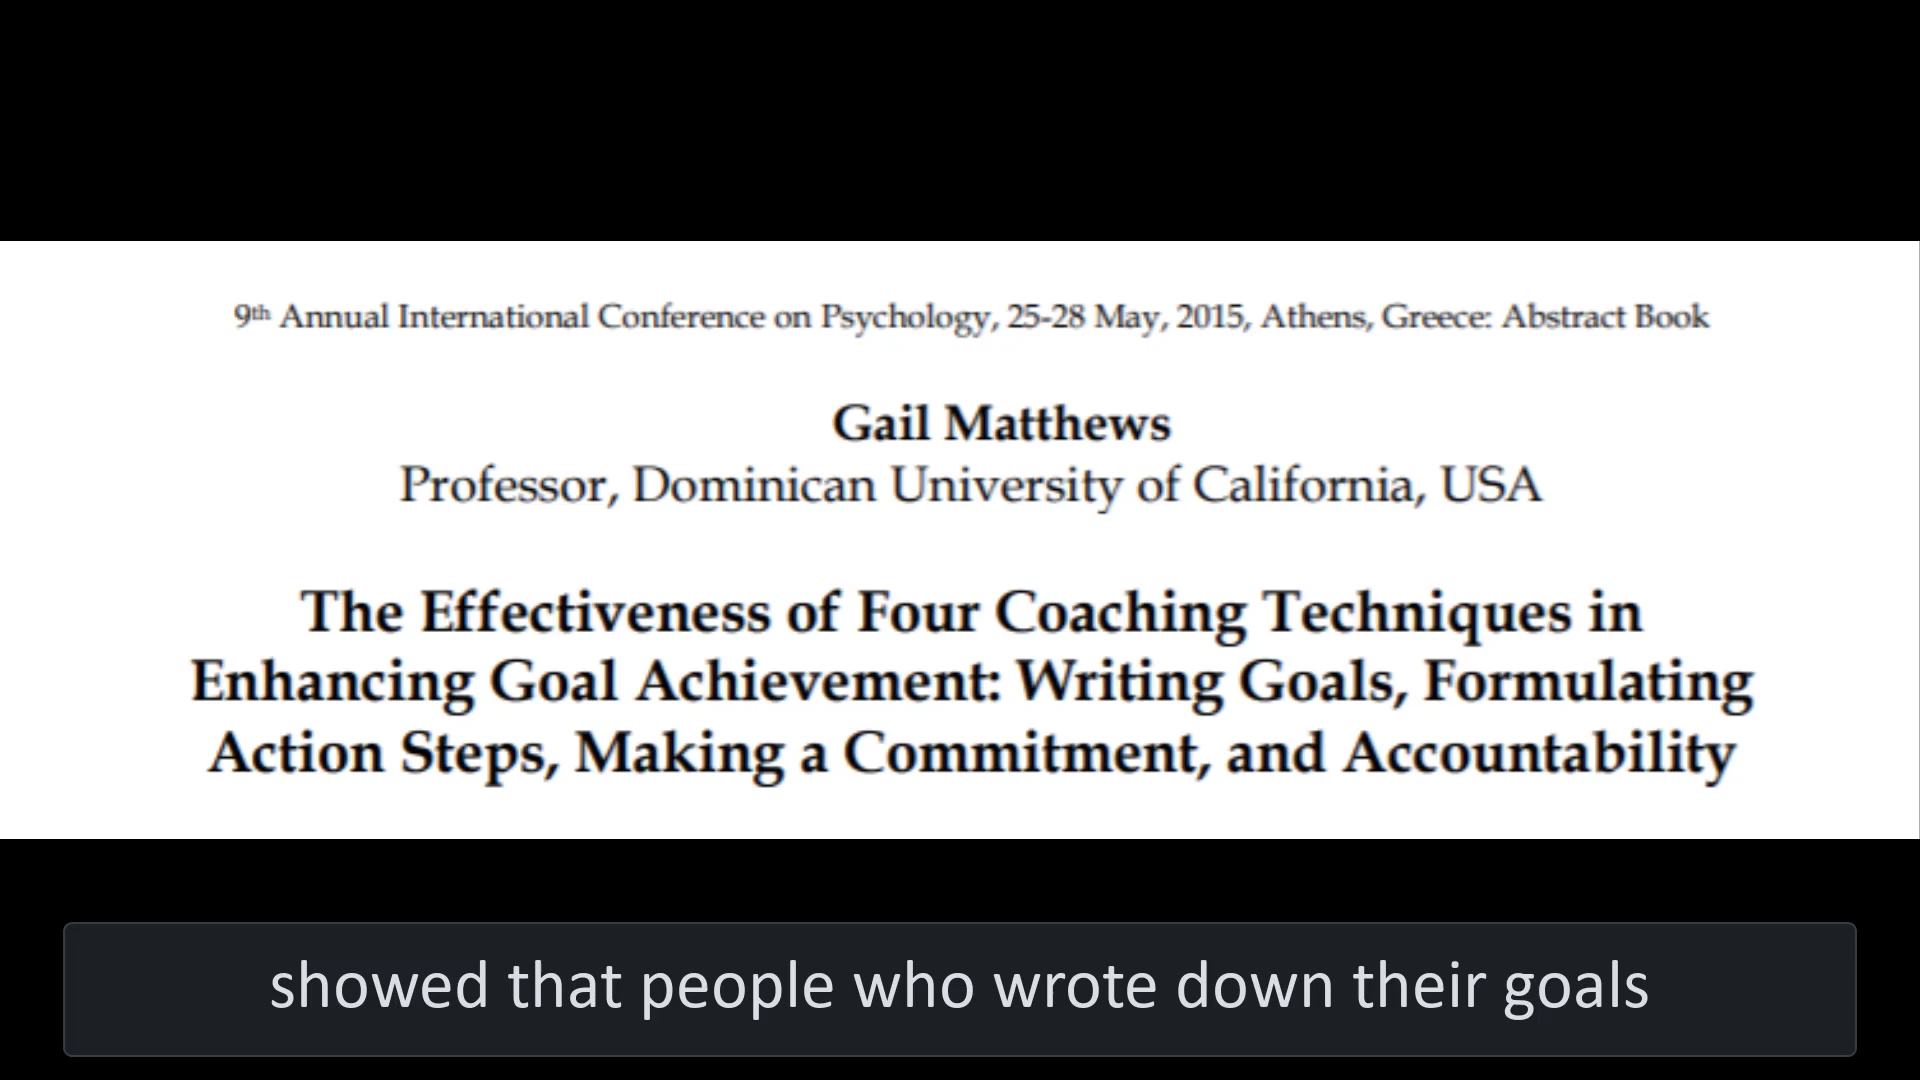 9th Annual International Conference on Psychology, 25-28 May, 2015, Athens, Greece: Abstract Book
Gail Matthews
Professor, Dominican University of California, USA
The Effectiveness of Four Coaching Techniques in
Enhancing Goal Achievement: Writing Goals, Formulating
Action Steps, Making a Commitment, and Accountability
showed that people who wrote down their goals